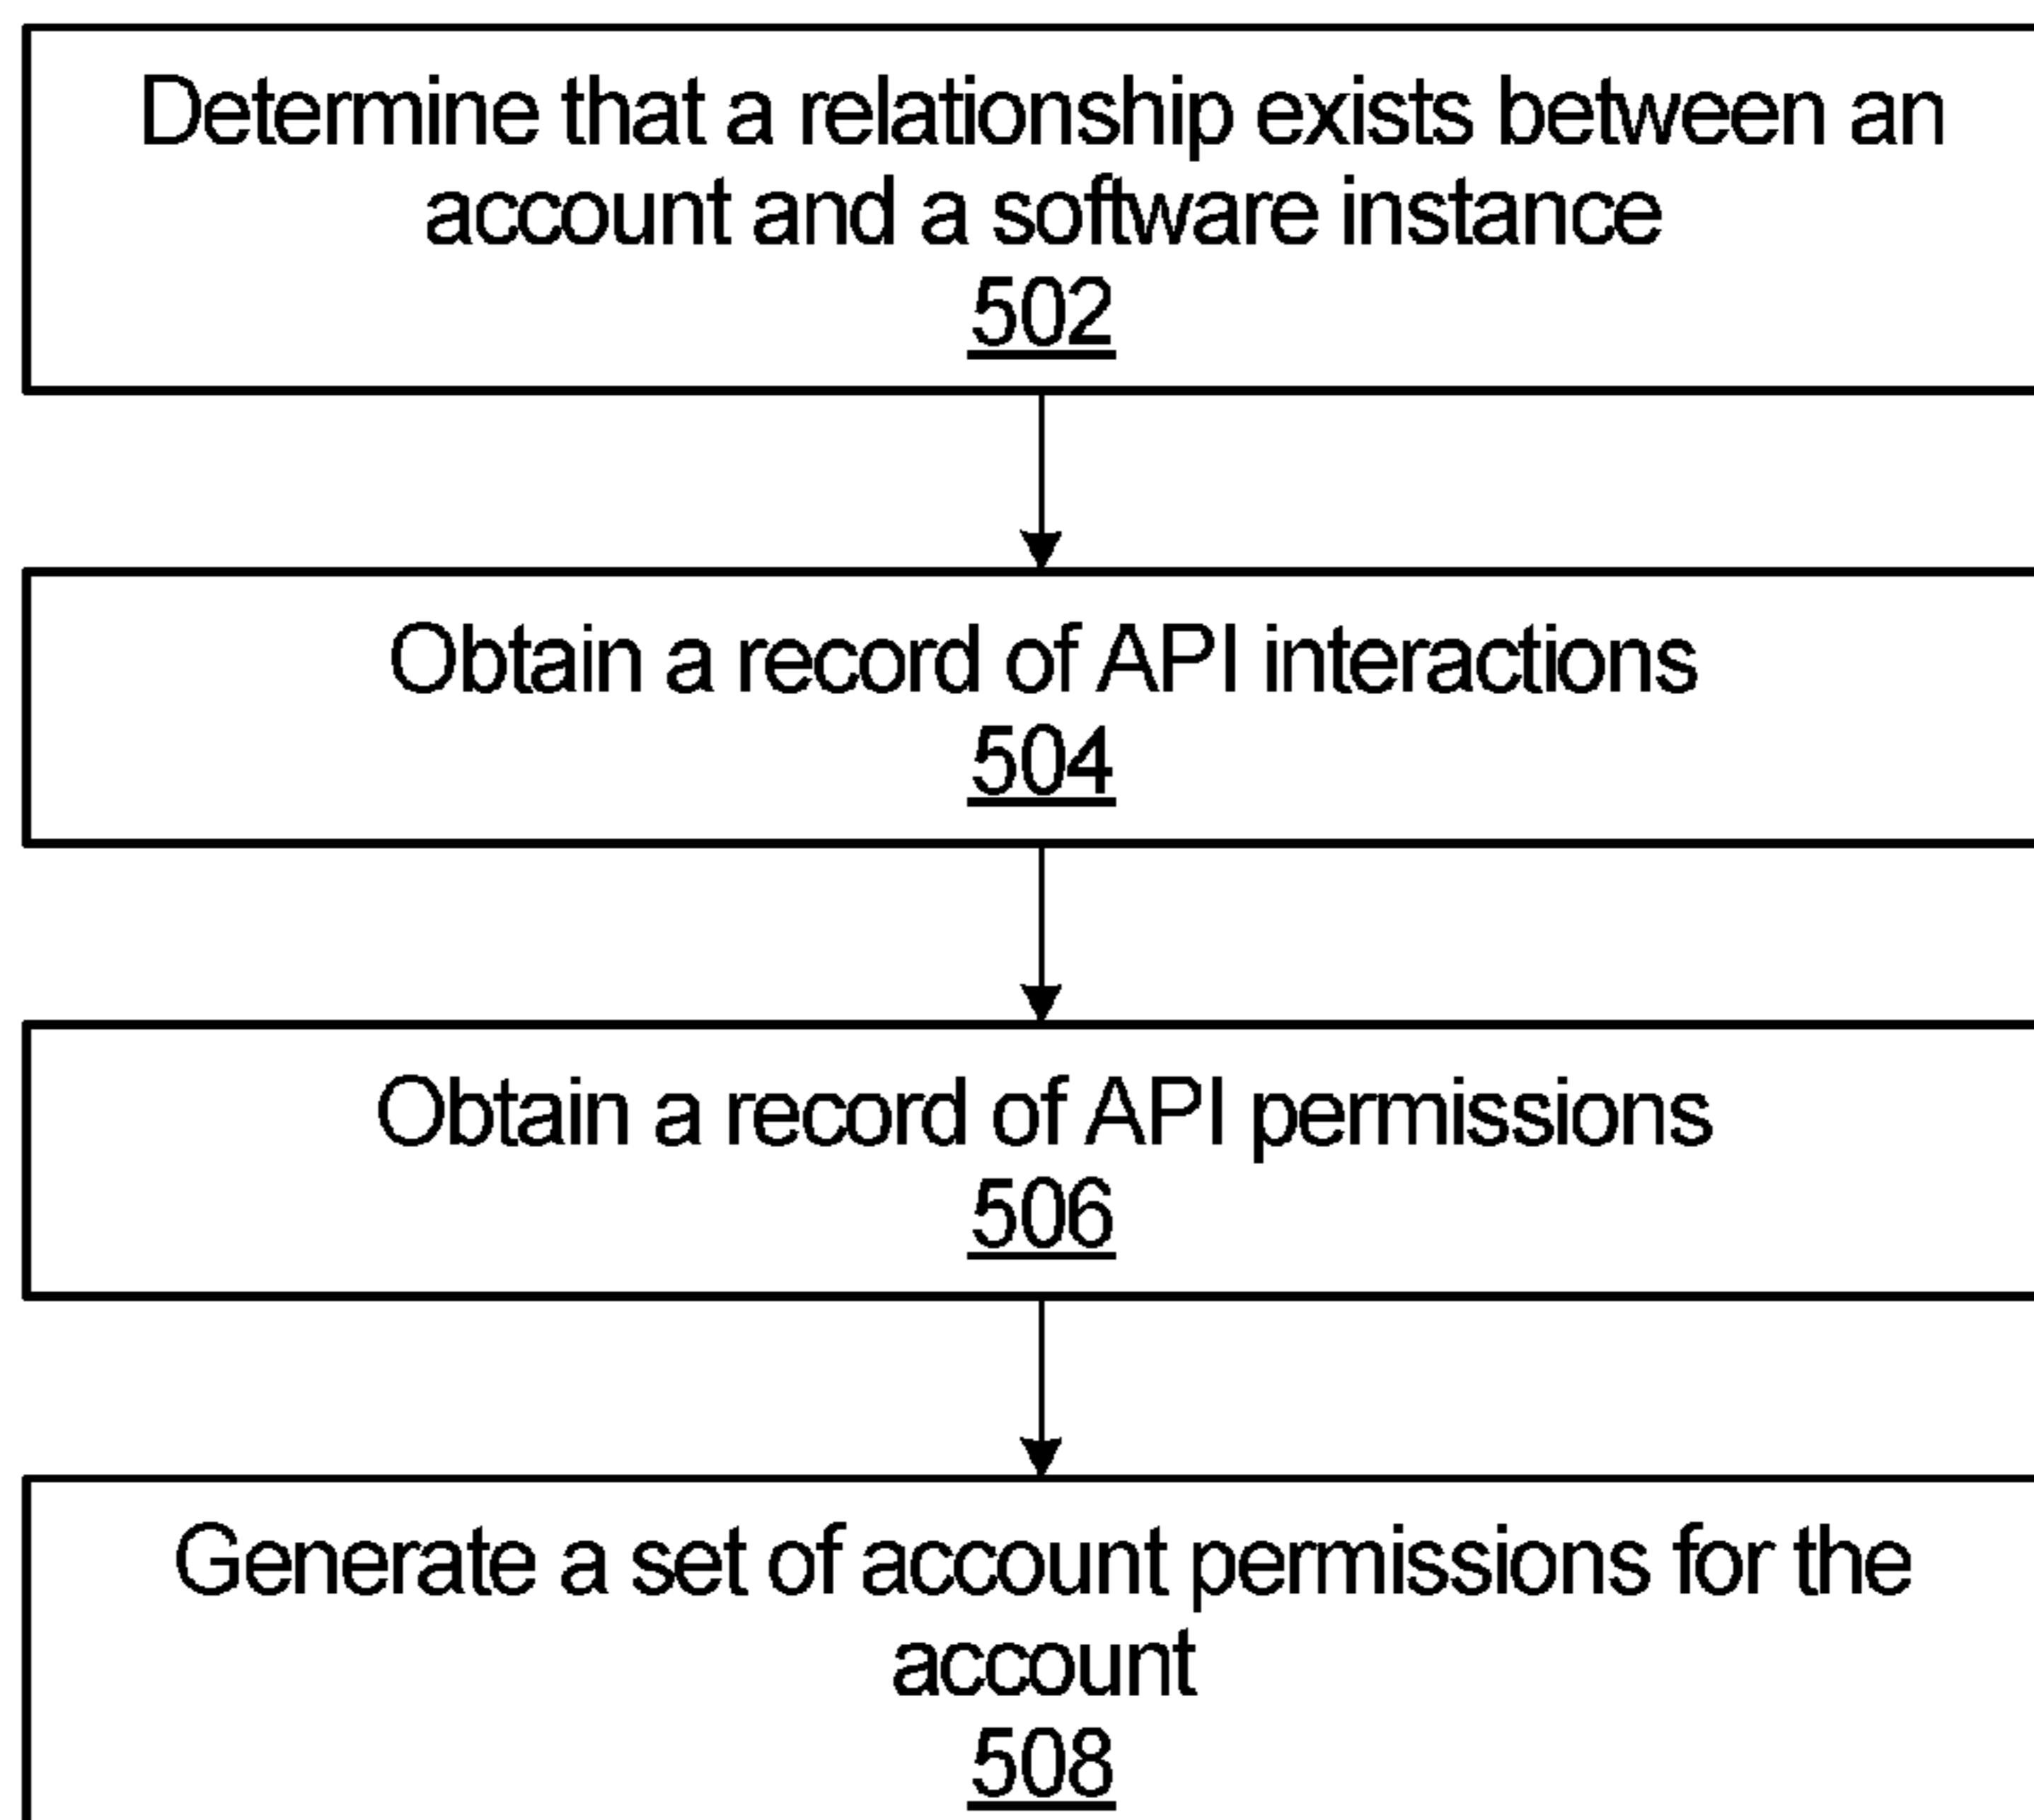 Determine that a relationship exists between an
account and a software instance
502
Obtain a record of API interactions
504
Obtain a record of API permissions
506
Generate a set of account permissions for the
account
508